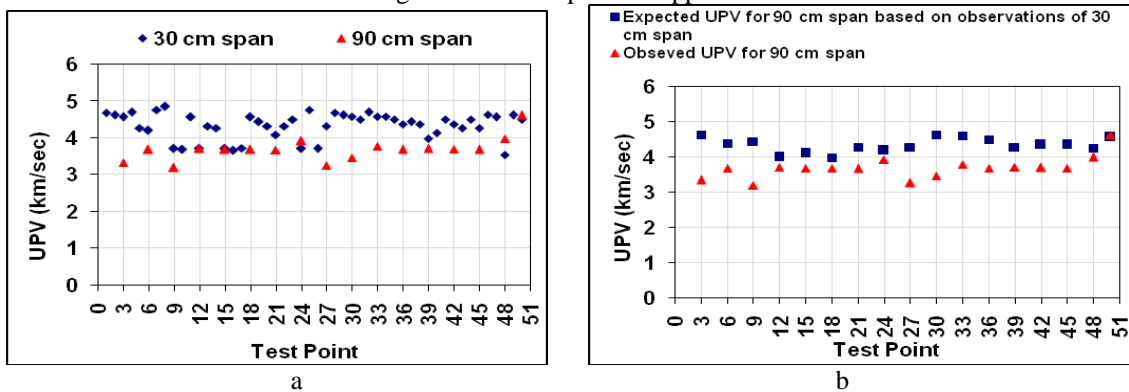 30 cm span
90 cm span
6
5
4
3
2
1
0
UPV (km/sec)
0 3 6 9 12 15 18 21 24 27 30 33 36 39 42 45 48 51
Test Point
a
Expected UPV for 90 cm span based on observations of 30
cm span
Obseved UPV for 90 cm span
6
5
4
3
2
1
0
UPV (km/sec)
0 3 6 9 12 15 18 21 24 27 30 33 36 39 42 45 48 51
Test Point
b